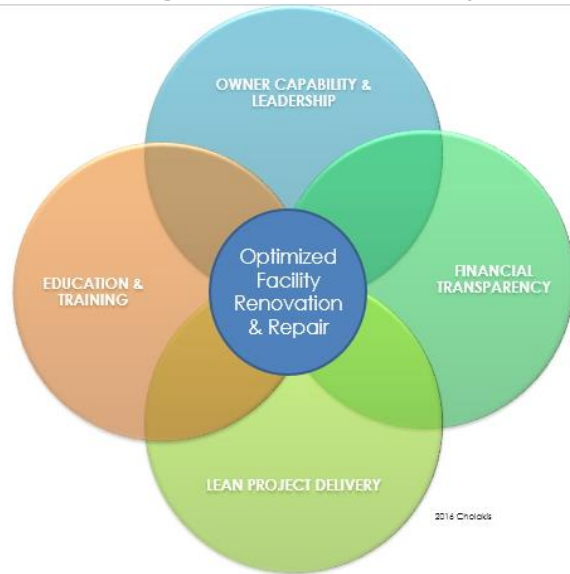 OWNER CAPABILITY &
LEADERSHIP
EDUCATION &
TRAINING
Optimized
Facility
Renovation
& Repair
FINANCIAL
TRANSPARENCY
LEAN PROJECT DELIVERY
2016 Cholakis